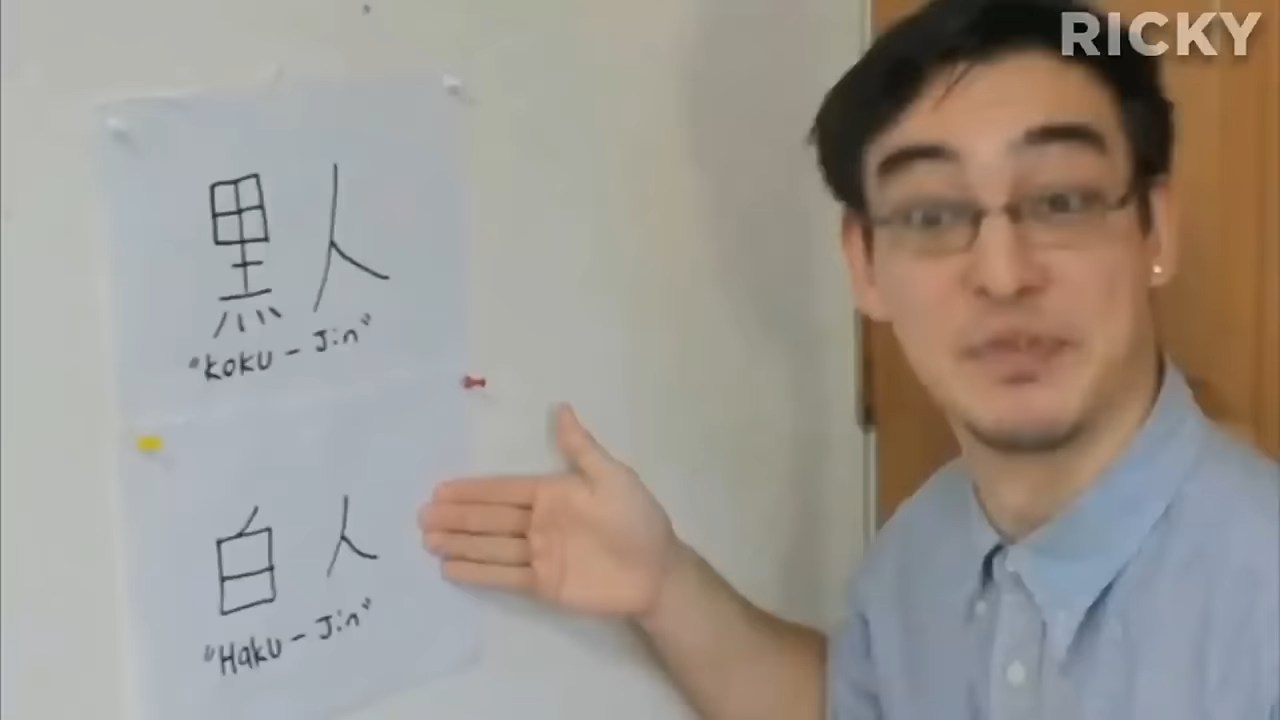 RICKY
黒人
"KOKU - Jin"
白人
"HaKU - Jin"